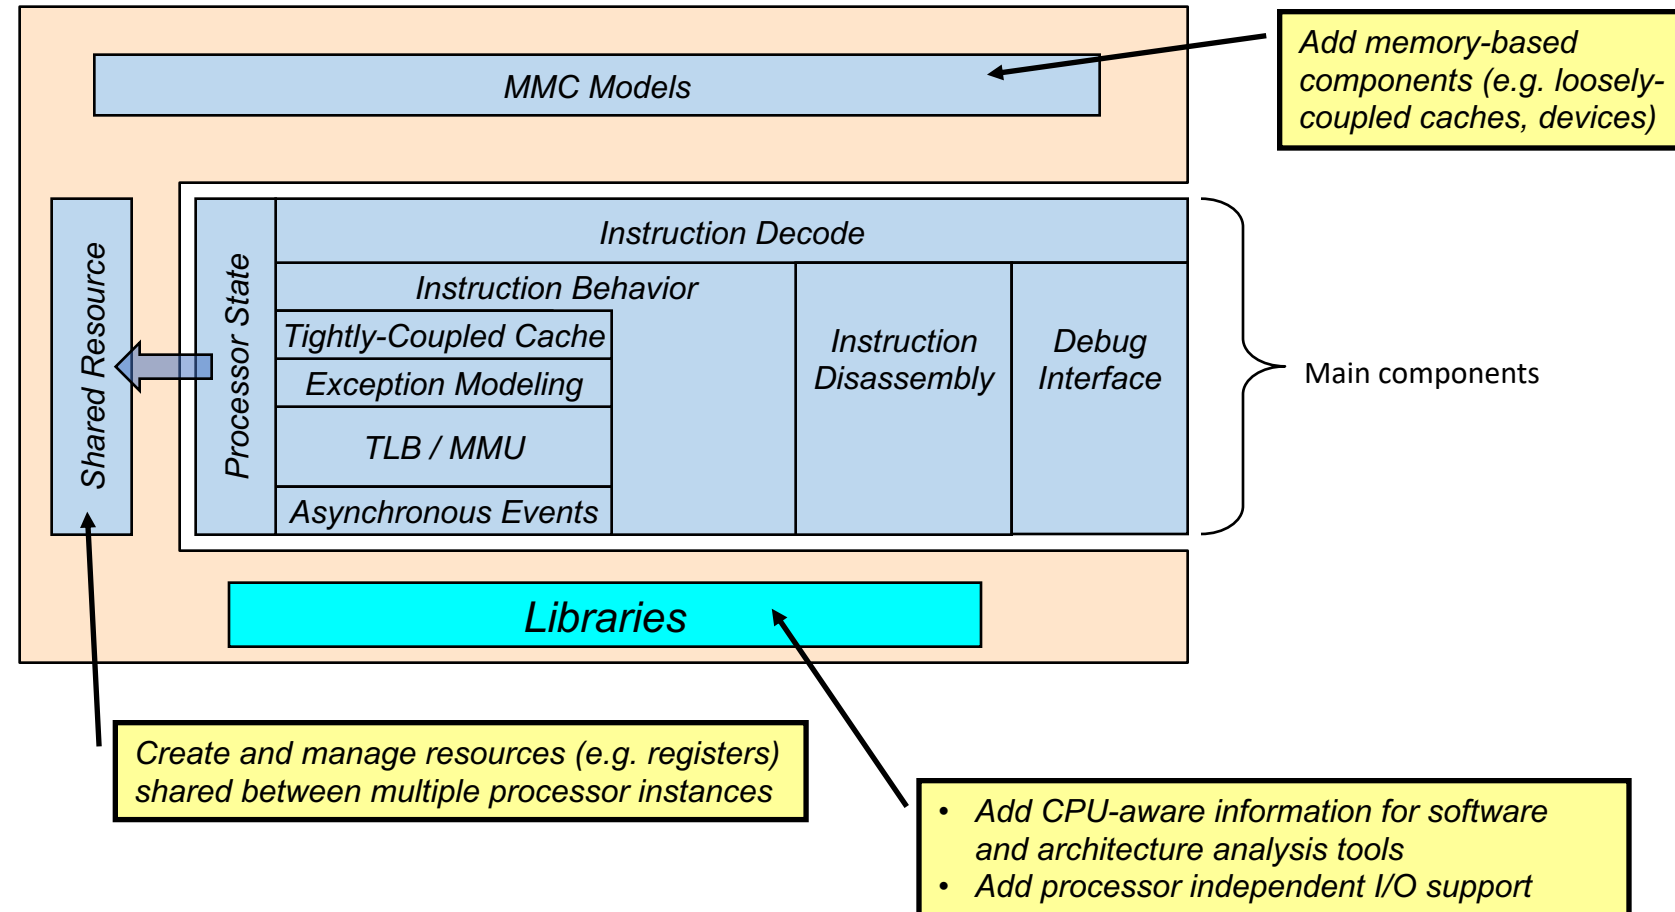 MMC Models
Add memory-based
components (e.g. loosely-
coupled caches, devices)
Shared Resource
Processor State
Instruction Decode
Instruction Behavior
Tightly-Coupled Cache
Exception Modeling
TLB / MMU
Asynchronous Events
Instruction
Disassembly
Debug
Interface
Main components
Libraries
Create and manage resources (e.g. registers)
shared between multiple processor instances
• Add CPU-aware information for software
and architecture analysis tools
• Add processor independent I/O support